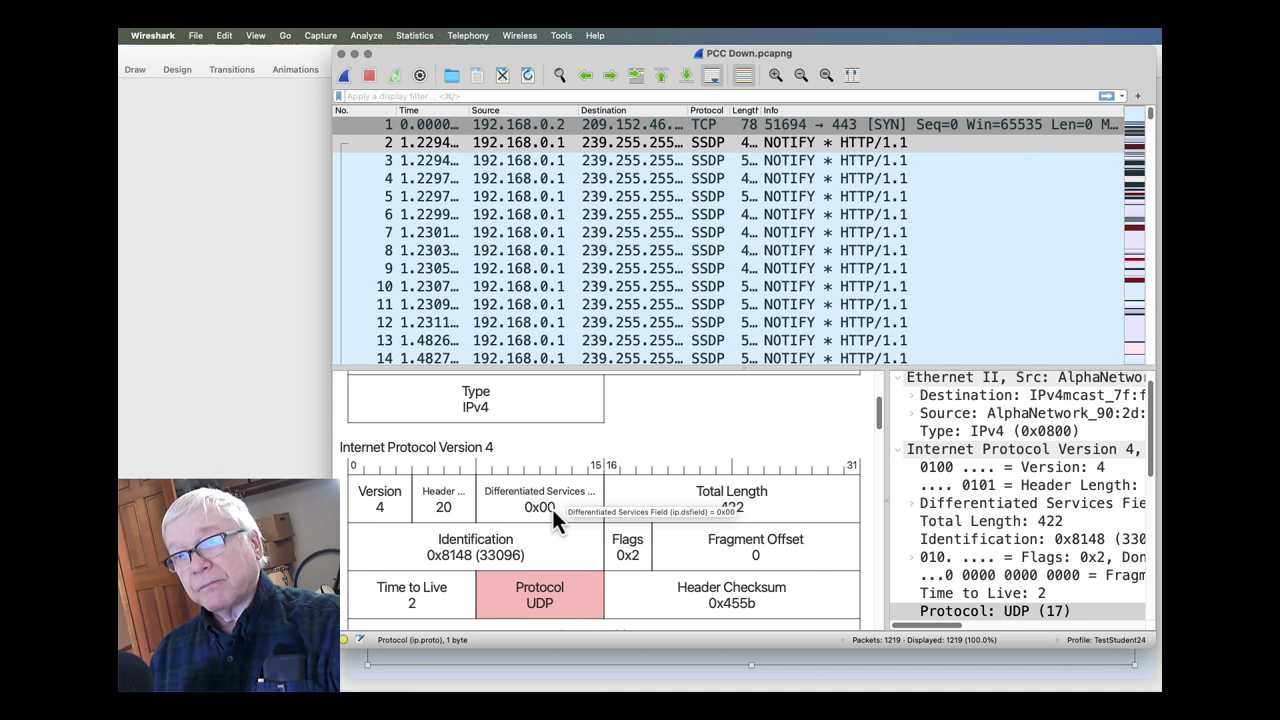 Wireshark File Edit View Go Capture Analyze Statistics Telephony Wireless Tools Help
PCC Down.pcapng
Draw Design Transitions Animations
Apply a display filter ... <⌘/>
No. Time Source Destination Protocol Length Info
1 0.0000… 192.168.0.2 209.152.46.… TCP 78 51694 → 443 [SYN] Seq=0 Win=65535 Len=0 M…
2 1.2294… 192.168.0.1 239.255.255… SSDP 4… NOTIFY * HTTP/1.1
3 1.2294… 192.168.0.1 239.255.255… SSDP 5… NOTIFY * HTTP/1.1
4 1.2297… 192.168.0.1 239.255.255… SSDP 4… NOTIFY * HTTP/1.1
5 1.2297… 192.168.0.1 239.255.255… SSDP 5… NOTIFY * HTTP/1.1
6 1.2299… 192.168.0.1 239.255.255… SSDP 4… NOTIFY * HTTP/1.1
7 1.2301… 192.168.0.1 239.255.255… SSDP 5… NOTIFY * HTTP/1.1
8 1.2303… 192.168.0.1 239.255.255… SSDP 4… NOTIFY * HTTP/1.1
9 1.2305… 192.168.0.1 239.255.255… SSDP 5… NOTIFY * HTTP/1.1
10 1.2307… 192.168.0.1 239.255.255… SSDP 5… NOTIFY * HTTP/1.1
11 1.2309… 192.168.0.1 239.255.255… SSDP 5… NOTIFY * HTTP/1.1
12 1.2311… 192.168.0.1 239.255.255… SSDP 5… NOTIFY * HTTP/1.1
13 1.4826… 192.168.0.1 239.255.255… SSDP 5… NOTIFY * HTTP/1.1
14 1.4827… 192.168.0.1 239.255.255… SSDP 5… NOTIFY * HTTP/1.1
Type
IPv4
Internet Protocol Version 4
0 15 16 31
Version Header ... Differentiated Services ... Total Length
4 20 0x00 422
Differentiated Services Field (ip.dsfield) = 0x00
Identification Flags Fragment Offset
0x8148 (33096) 0x2 0
Time to Live Protocol Header Checksum
2 UDP 0x455b
Ethernet II, Src: AlphaNetwo
Destination: IPv4mcast_7f:f
Source: AlphaNetwork_90:2d:
Type: IPv4 (0x0800)
Internet Protocol Version 4,
0100 .... = Version: 4
.... 0101 = Header Length:
Differentiated Services Fie
Total Length: 422
Identification: 0x8148 (330
010. .... = Flags: 0x2, Don
...0 0000 0000 0000 = Fragm
Time to Live: 2
Protocol: UDP (17)
Protocol (ip.proto), 1 byte
Packets: 1219 · Displayed: 1219 (100.0%)
Profile: TestStudent24